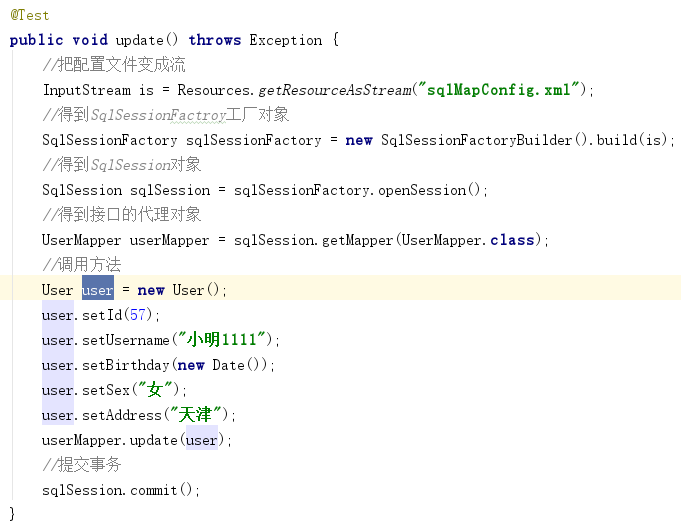 @Test
public void update() throws Exception {
//把配置文件变成流
InputStream is = Resources.getResourceAsStream("sqlMapConfig.xml");
//得到SqlSessionFactroy工厂对象
SqlSessionFactory sqlSessionFactory = new SqlSessionFactoryBuilder().build(is);
//得到SqlSession对象
SqlSession sqlSession = sqlSessionFactory.openSession();
//得到接口的代理对象
UserMapper userMapper = sqlSession.getMapper(UserMapper.class);
//调用方法
User user = new User();
user.setId(57);
user.setUsername("小明1111");
user.setBirthday(new Date());
user.setSex("女");
user.setAddress("天津");
userMapper.update(user);
//提交事务
sqlSession.commit();
}